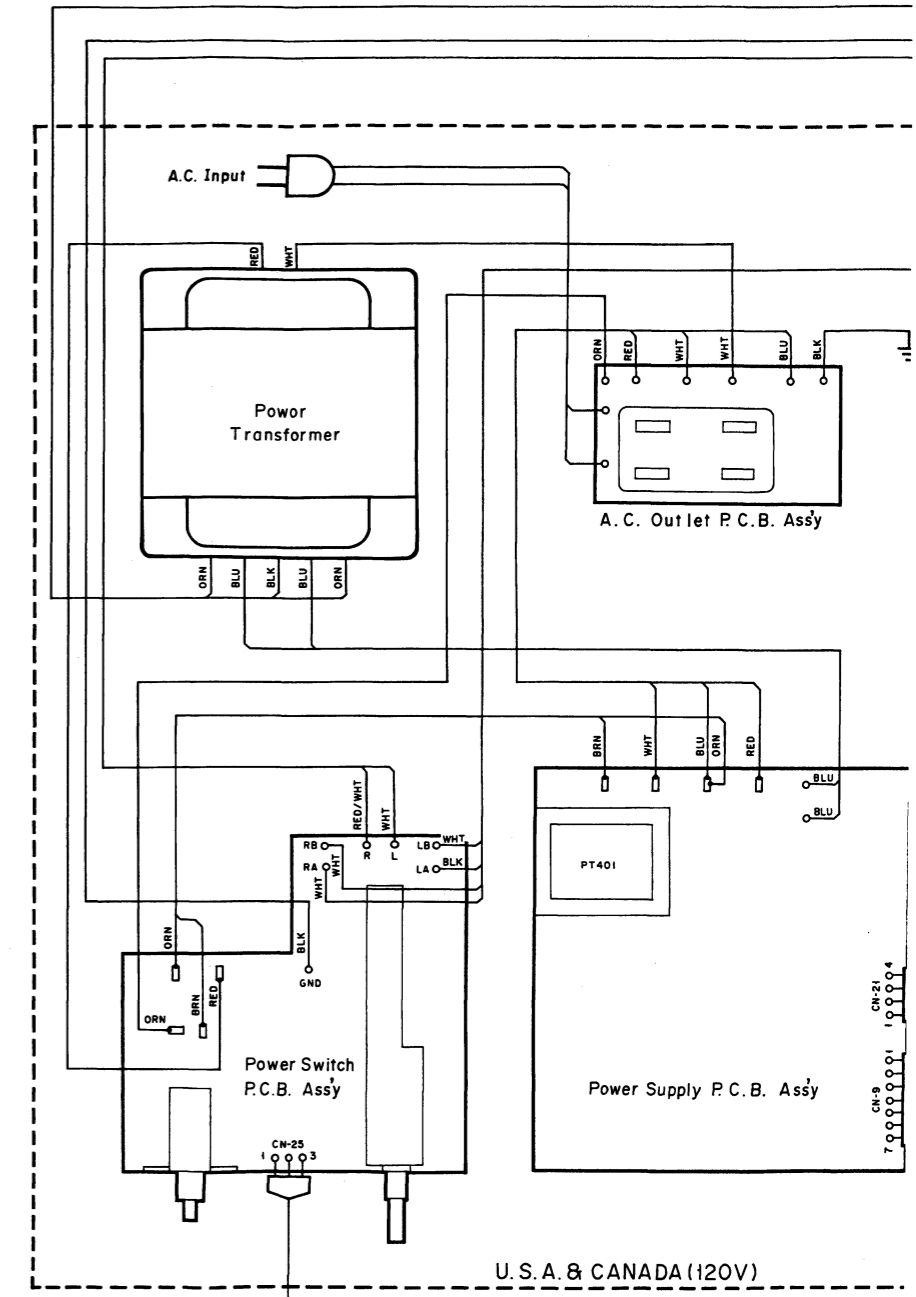 A.C. Input
RED
WHT
ORN
RED
WHT
WHT
BLU
BLK
Powor
Transformer
A.C. Outlet P.C.B. Ass'y
ORN
BLU
BLK
BLU
ORN
BRN
WHT
BLU
ORN
RED
BLU
BLU
RED/WHT
WHT
RB
R
L
LB
WHT
RA
WHT
WHT
LA
BLK
PT401
ORN
BRN
RED
BLK
GND
ORN
4
CN-21
1
Power Switch
P.C.B. Ass'y
Power Supply P.C.B. Ass'y
1
CN-9
7
CN-25
1
3
U.S.A. & CANADA (120V)